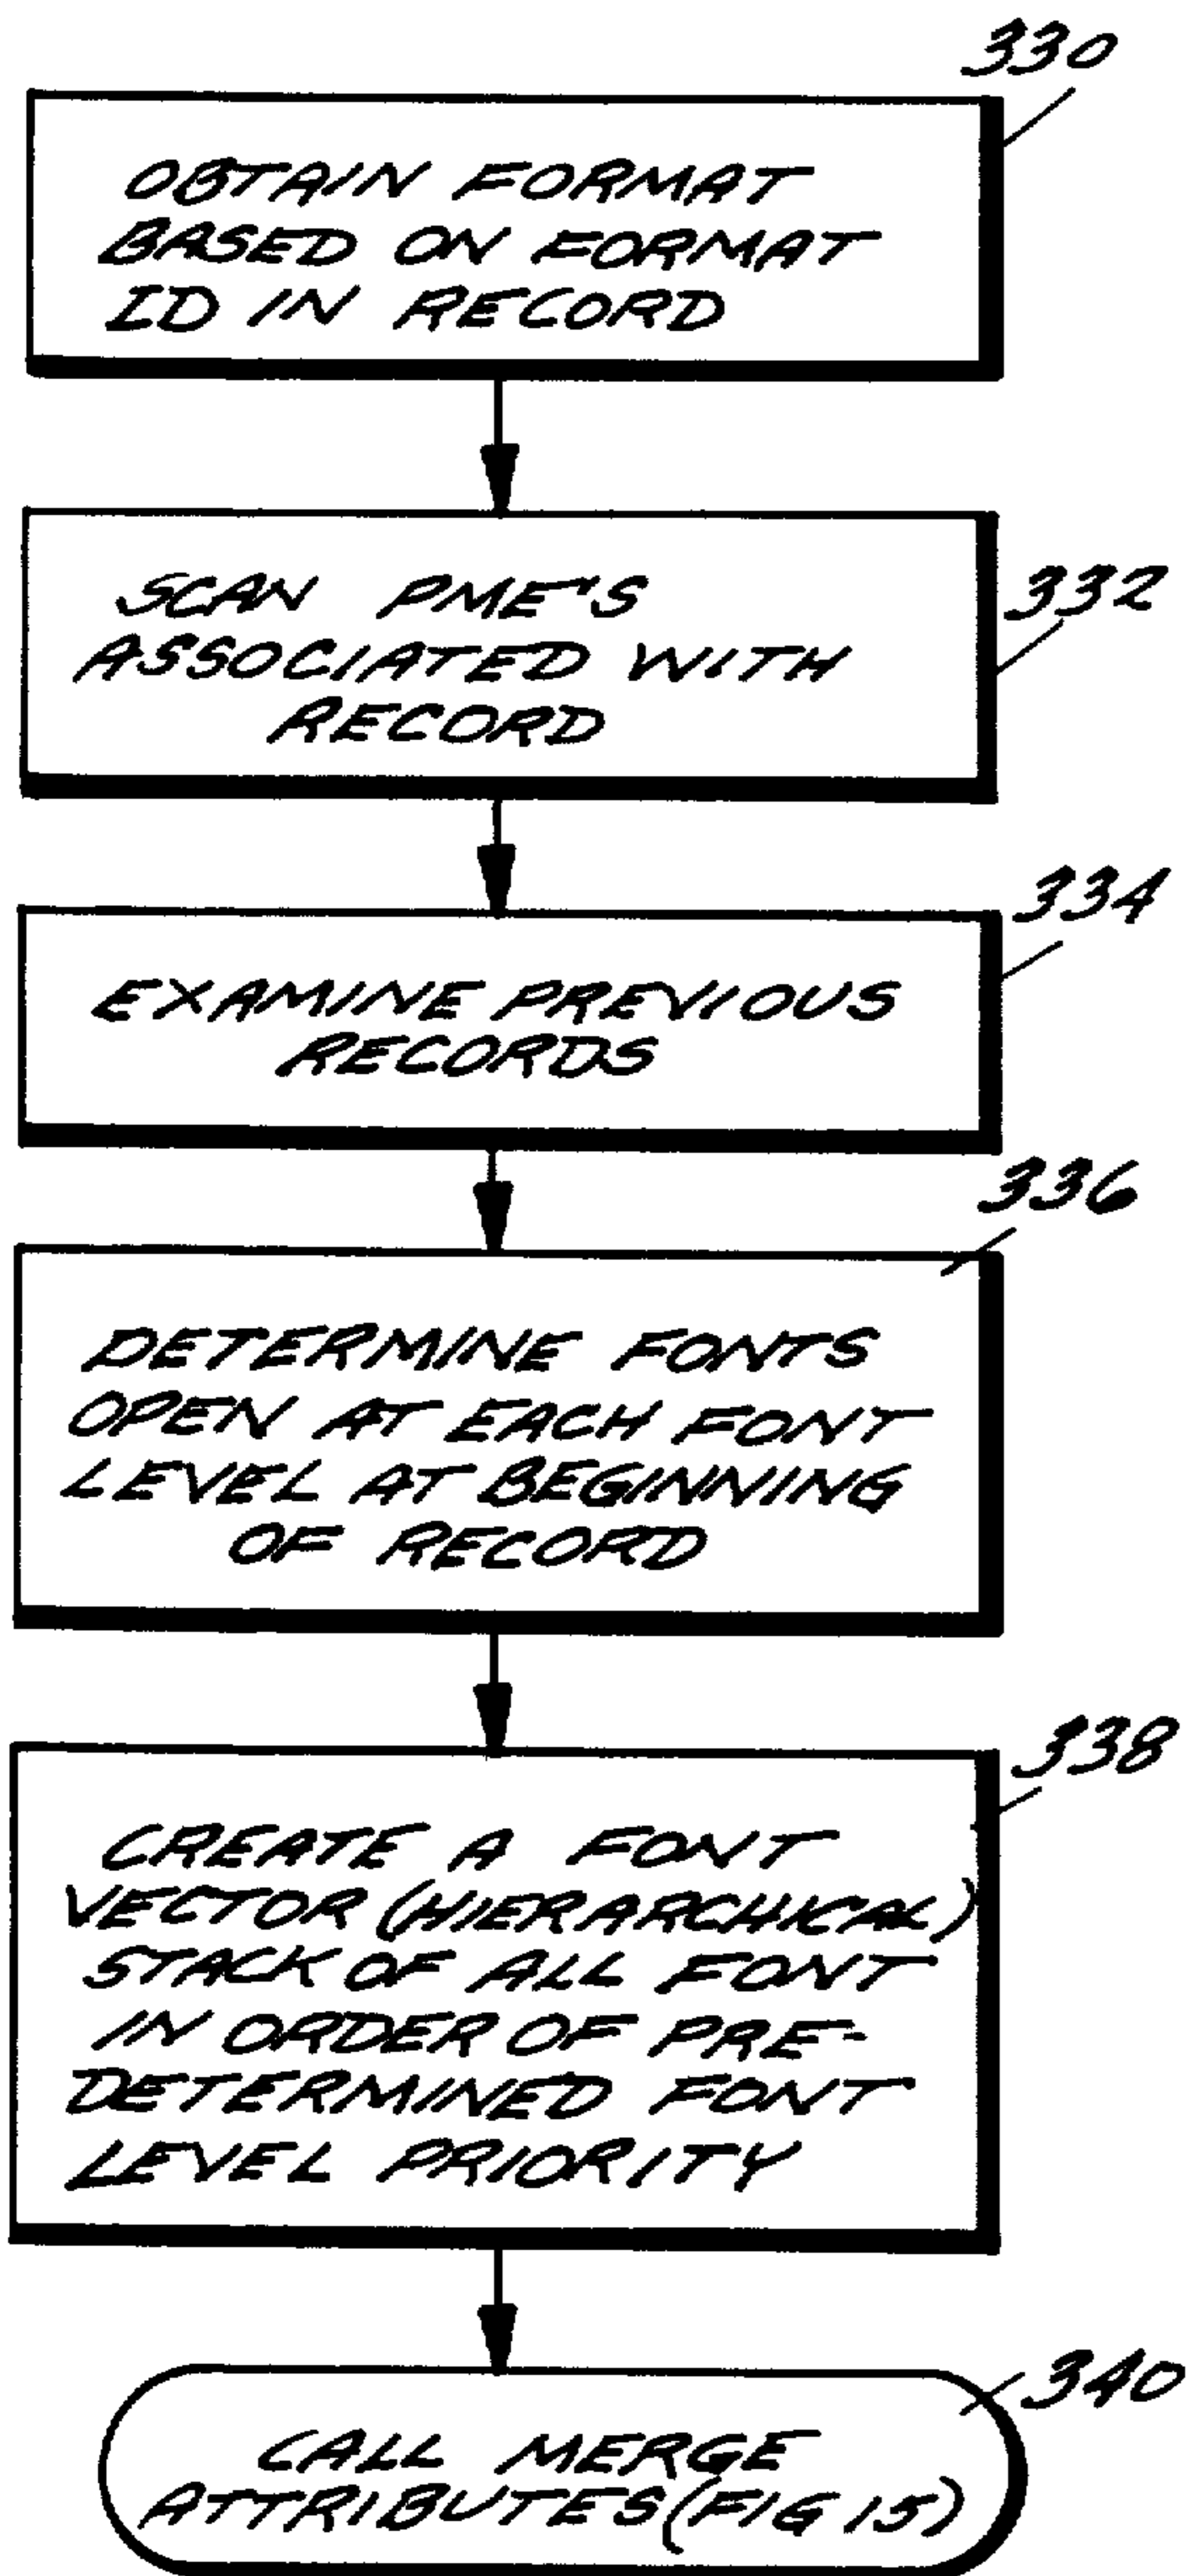 330
OBTAIN FORMAT
BASED ON FORMAT
ID IN RECORD
SCAN PME'S
ASSOCIATED WITH
RECORD
332
334
EXAMINE PREVIOUS
RECORDS
336
DETERMINE FONTS
OPEN AT EACH FONT
LEVEL AT BEGINNING
OF RECORD
338
CREATE A FONT
VECTOR (HIERARCHICAL)
STACK OF ALL FONT
IN ORDER OF PRE-
DETERMINED FONT
LEVEL PRIORITY
340
CALL MERGE
ATTRIBUTES (FIG 15)